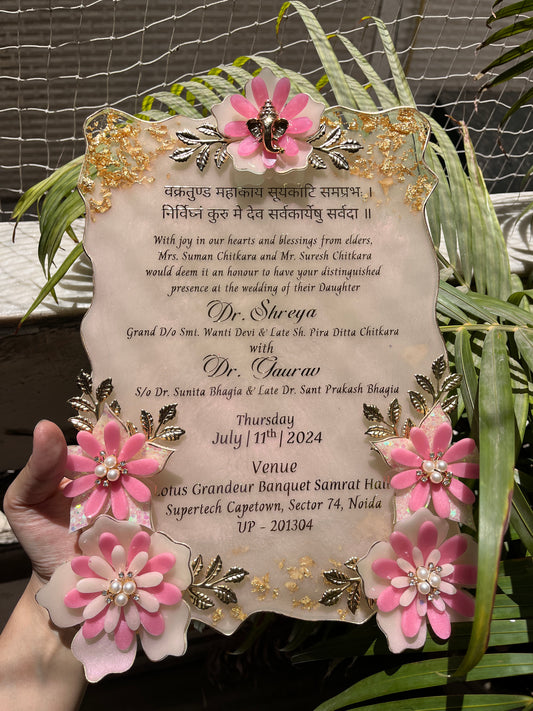 वक्रतुण्ड महाकाय सूर्यकोटि समप्रभः ।
निर्विघ्नं कुरु मे देव सर्वकार्येषु सर्वदा ॥
With joy in our hearts and blessings from elders,
Mrs. Suman Chitkara and Mr. Suresh Chitkara
would deem it an honour to have your distinguished
presence at the wedding of their Daughter
Dr. Shreya
Grand D/o Smt. Wanti Devi & Late Sh. Pira Ditta Chitkara
with
Dr. Gaurav
S/o Dr. Sunita Bhagia & Late Dr. Sant Prakash Bhagia
Thursday
July|11th|2024
Venue
Lotus Grandeur Banquet Samrat Hall
Supertech Capetown, Sector 74, Noida
UP - 201304